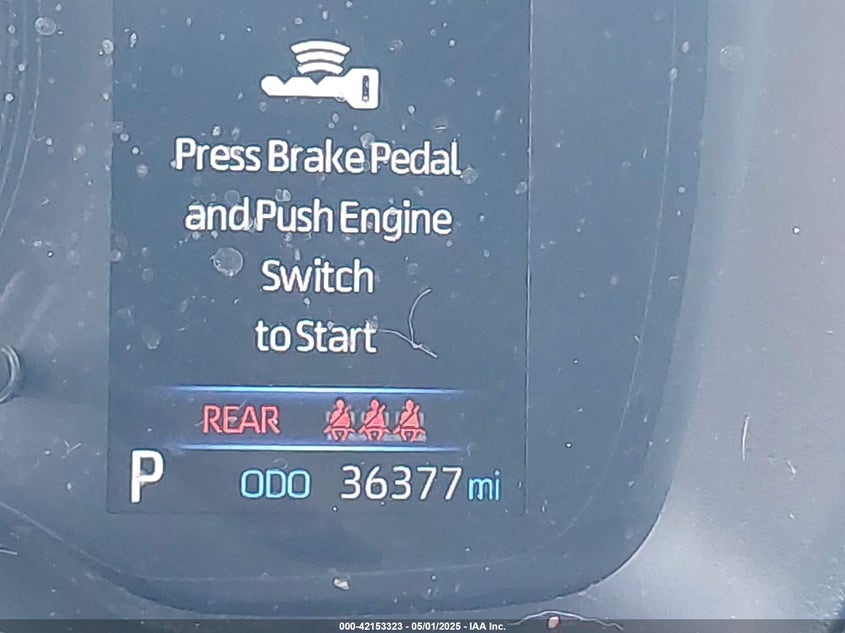 Press Brake Pedal
and Push Engine
Switch
to Start
REAR
P ODO 36377 mi
000-42153323 - 05/01/2025 - IAA Inc.